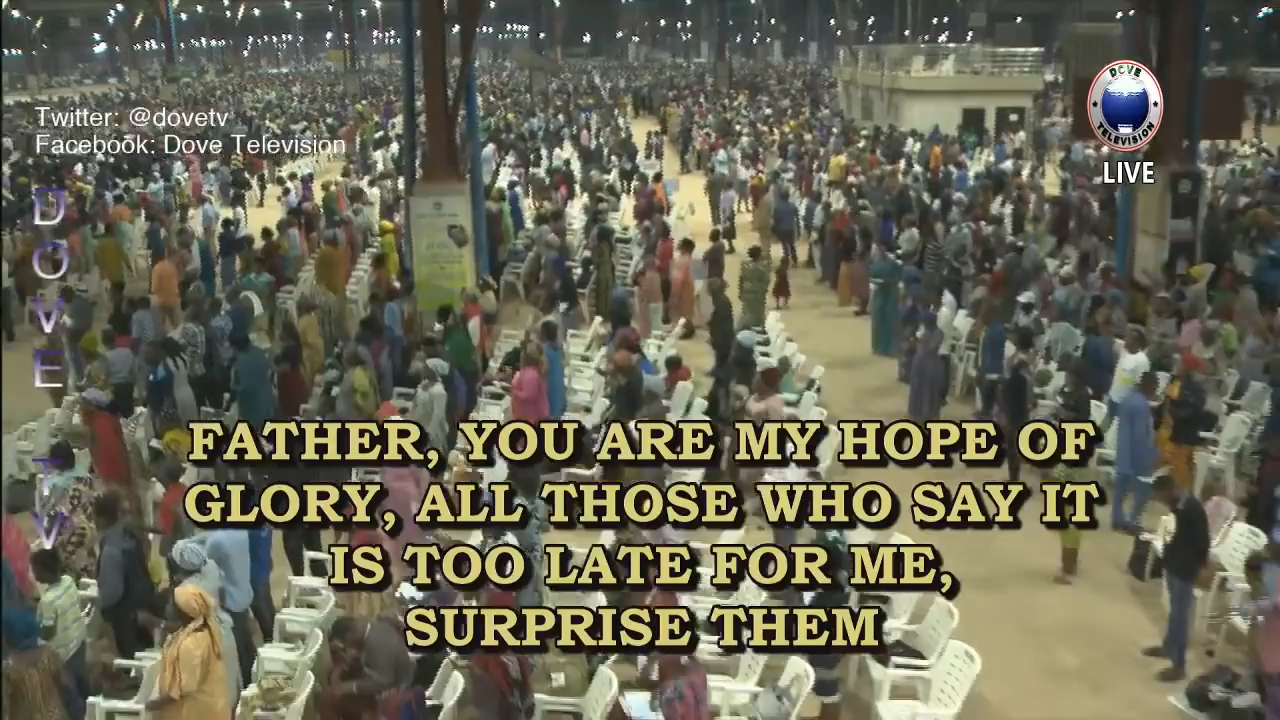 Twitter: @dovetv
Facebook: Dove Television
DOVE
TELEVISION
LIVE
DOVE TV
FATHER, YOU ARE MY HOPE OF
GLORY, ALL THOSE WHO SAY IT
IS TOO LATE FOR ME,
SURPRISE THEM